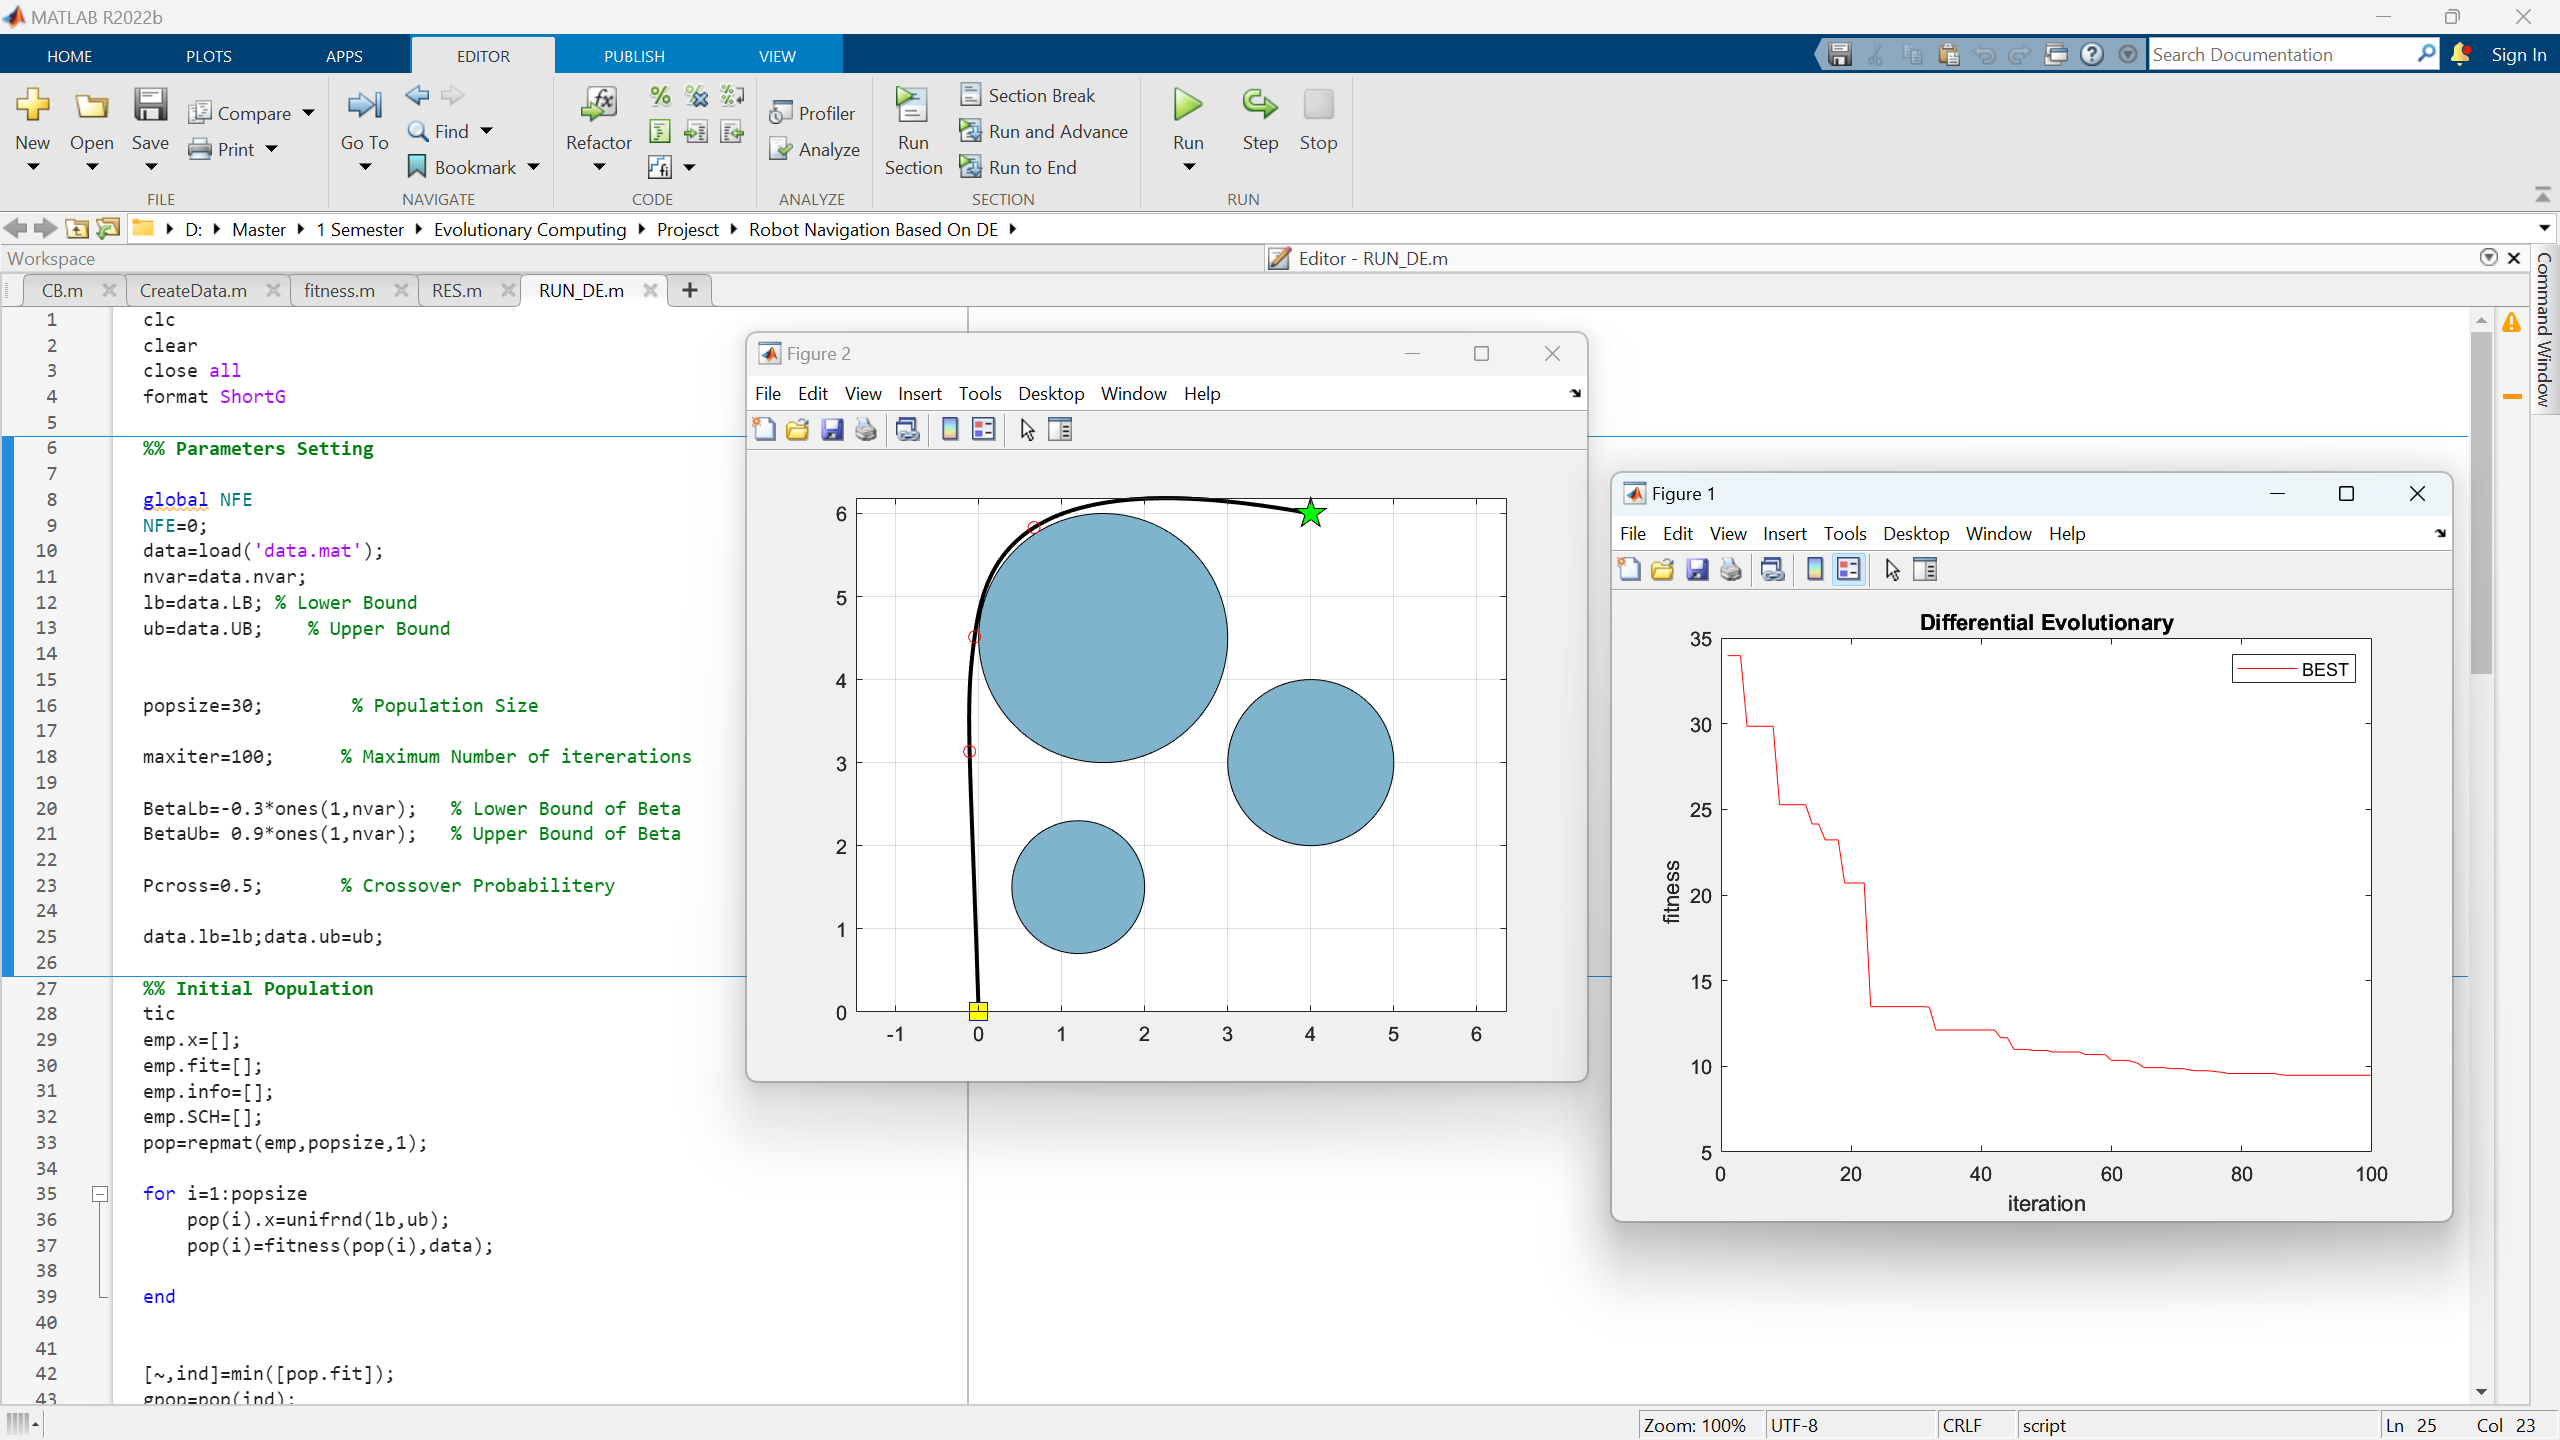 MATLAB R2022b
HOME PLOTS APPS EDITOR PUBLISH VIEW
Search Documentation
Sign In
New
Open
Save
Compare
Print
FILE
Go To
Find
Bookmark
NAVIGATE
Refactor
CODE
Profiler
Analyze
ANALYZE
Run Section
Section Break
Run and Advance
Run to End
SECTION
Run
Step
Stop
RUN
D: Master 1 Semester Evolutionary Computing Projesct Robot Navigation Based On DE
Workspace
Editor - RUN_DE.m
Command Window
CB.m CreateData.m fitness.m RES.m RUN_DE.m
1 clc
2 clear
3 close all
4 format ShortG
5
6 %% Parameters Setting
7
8 global NFE
9 NFE=0;
10 data=load('data.mat');
11 nvar=data.nvar;
12 lb=data.LB; % Lower Bound
13 ub=data.UB; % Upper Bound
14
15
16 popsize=30; % Population Size
17
18 maxiter=100; % Maximum Number of itererations
19
20 BetaLb=-0.3*ones(1,nvar); % Lower Bound of Beta
21 BetaUb= 0.9*ones(1,nvar); % Upper Bound of Beta
22
23 Pcross=0.5; % Crossover Probabilitery
24
25 data.lb=lb;data.ub=ub;
26
27 %% Initial Population
28 tic
29 emp.x=[];
30 emp.fit=[];
31 emp.info=[];
32 emp.SCH=[];
33 pop=repmat(emp,popsize,1);
34
35 for i=1:popsize
36 pop(i).x=unifrnd(lb,ub);
37 pop(i)=fitness(pop(i),data);
38
39 end
40
41
42 [~,ind]=min([pop.fit]);
43 gpop=pop(ind);
Figure 2
File Edit View Insert Tools Desktop Window Help
6
5
4
3
2
1
0
-1 0 1 2 3 4 5 6
Figure 1
File Edit View Insert Tools Desktop Window Help
Differential Evolutionary
BEST
fitness
35
30
25
20
15
10
5
0 20 40 60 80 100
iteration
Zoom: 100% UTF-8 CRLF script Ln 25 Col 23